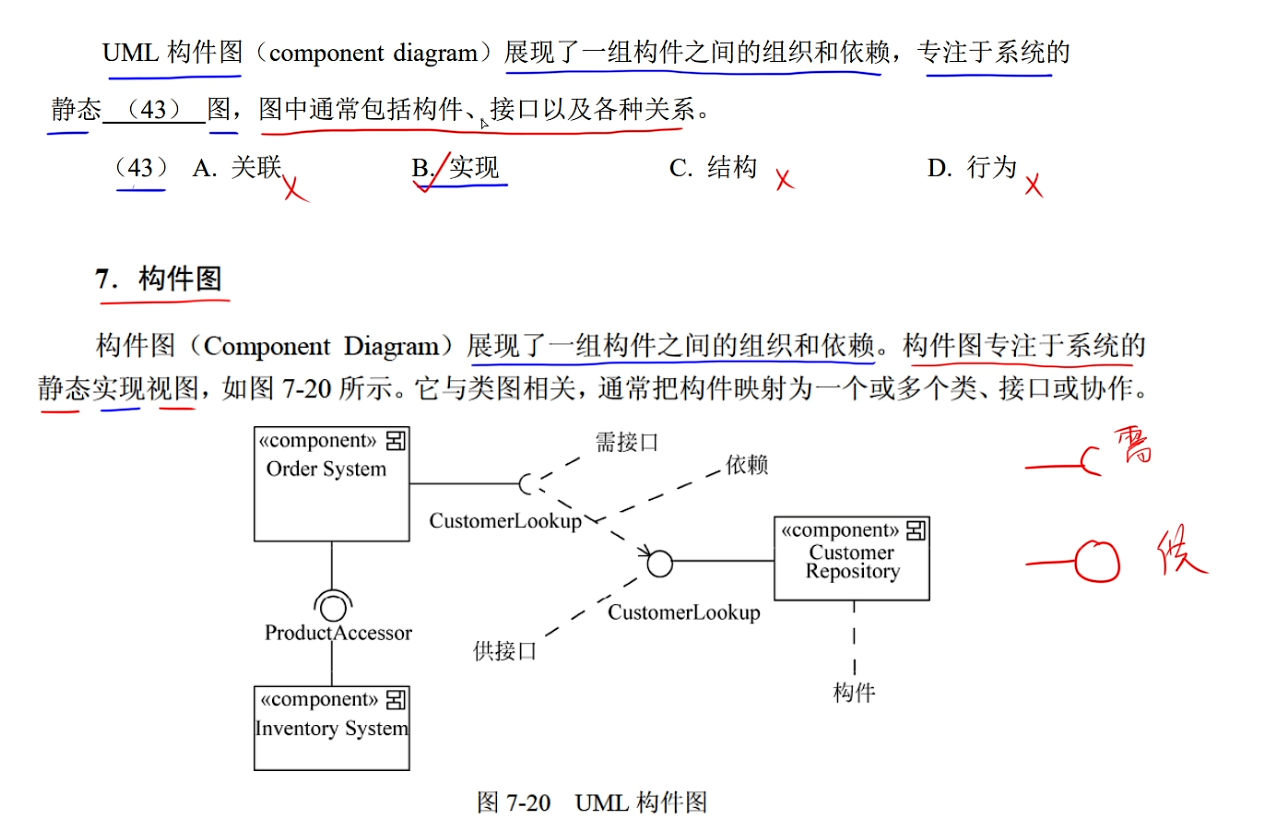 UML 构件图（component diagram）展现了一组构件之间的组织和依赖，专注于系统的
静态 （43） 图，图中通常包括构件、接口以及各种关系。
（43） A. 关联 B. 实现 C. 结构 D. 行为
7．构件图
构件图（Component Diagram）展现了一组构件之间的组织和依赖。构件图专注于系统的
静态实现视图，如图 7-20 所示。它与类图相关，通常把构件映射为一个或多个类、接口或协作。
«component»
Order System
需接口
依赖
需
CustomerLookup
«component»
Customer
Repository
供
CustomerLookup
ProductAccessor
供接口
构件
«component»
Inventory System
图 7-20 UML 构件图